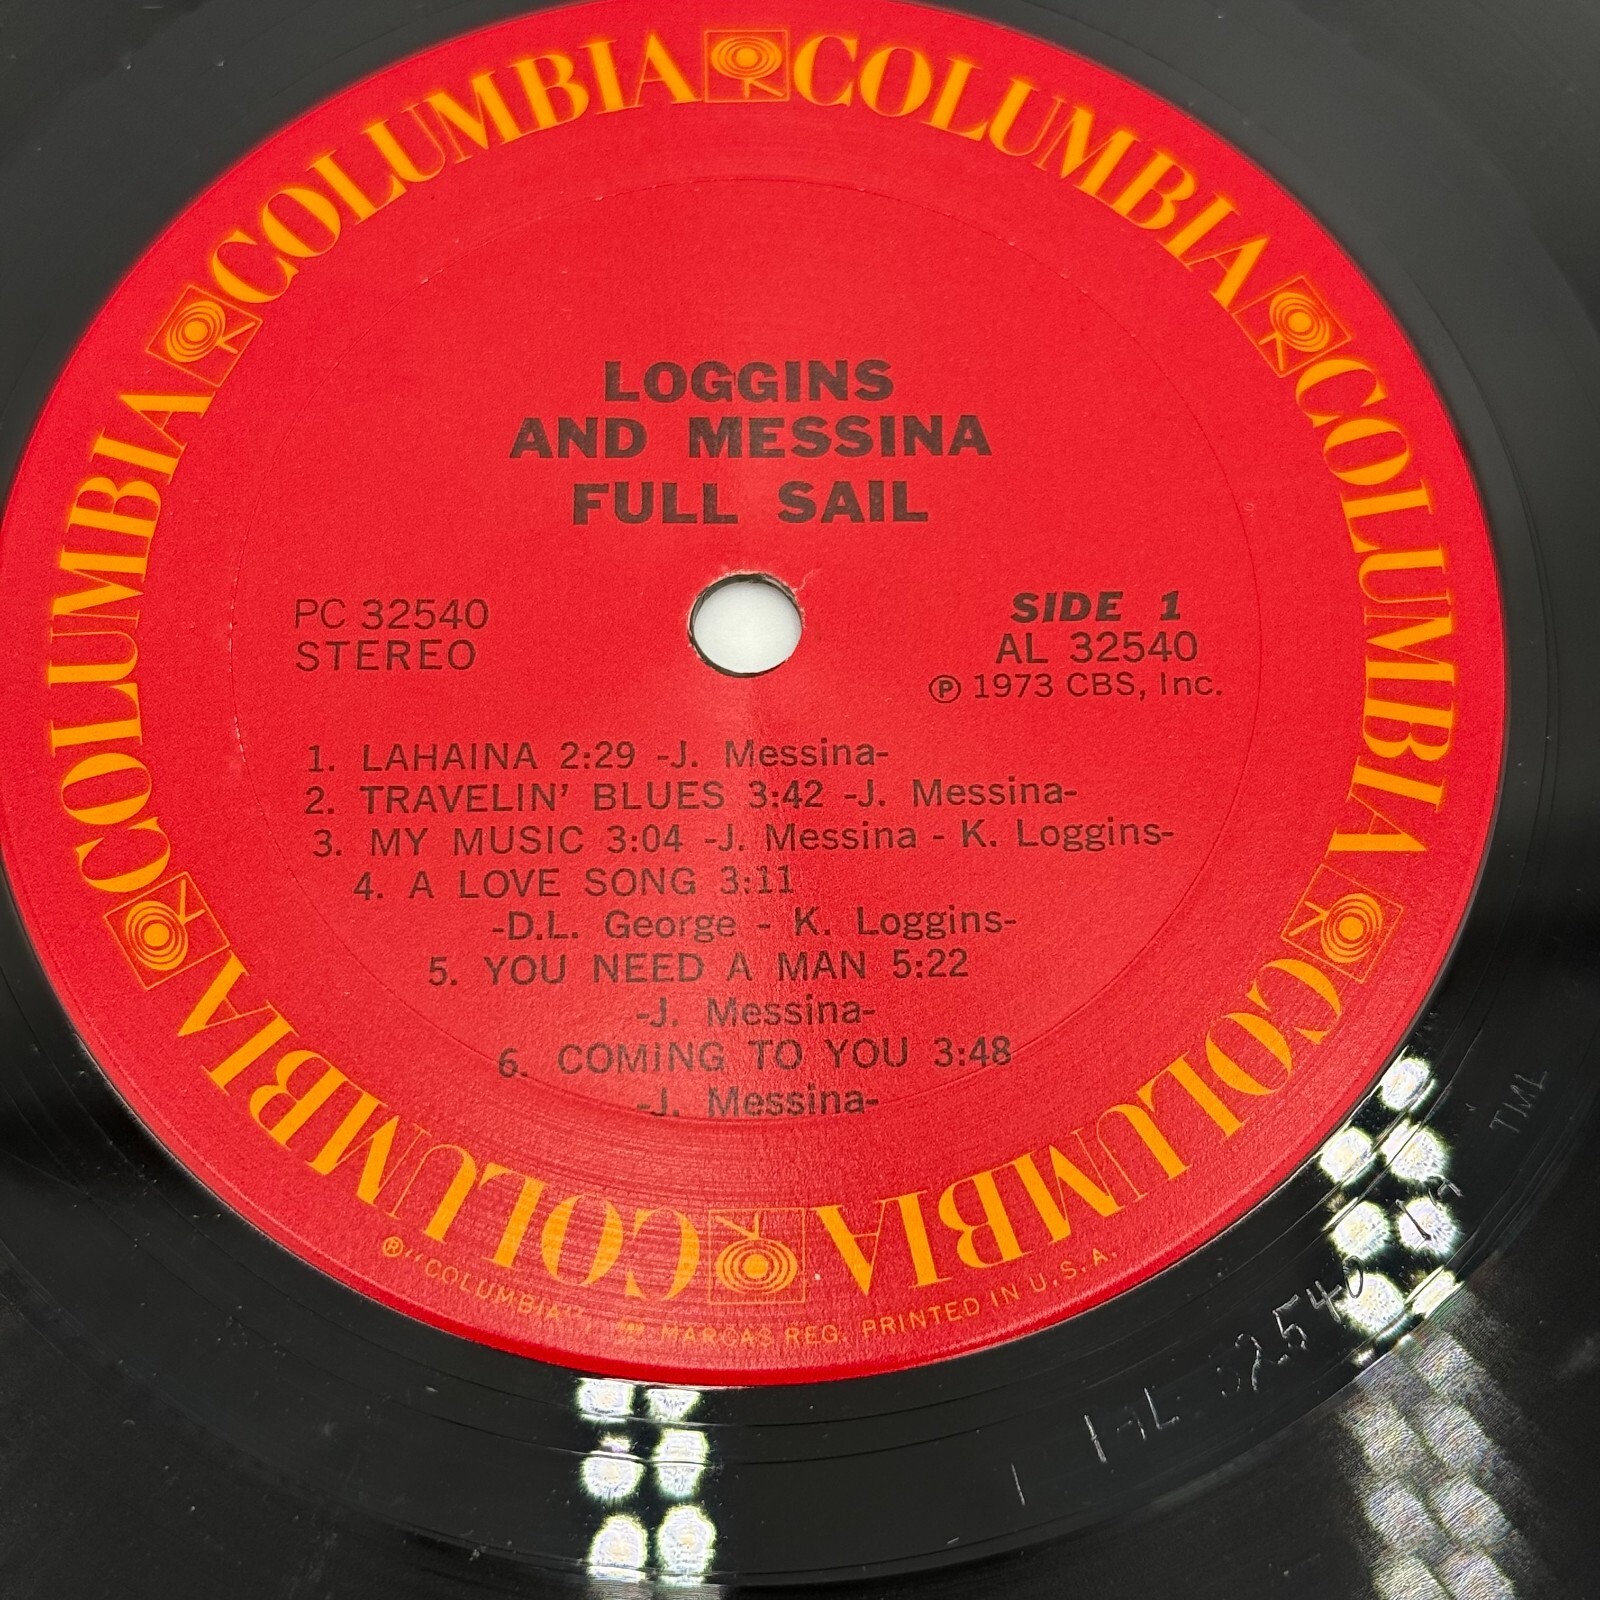 COLUMBIA COLUMBIA COLUMBIA COLUMBIA COLUMBIA COLUMBIA
LOGGINS
AND MESSINA
FULL SAIL
PC 32540
STEREO
SIDE 1
AL 32540
Ⓟ 1973 CBS, Inc.
1. LAHAINA 2:29 -J. Messina-
2. TRAVELIN' BLUES 3:42 -J. Messina-
3. MY MUSIC 3:04 -J. Messina - K. Loggins-
4. A LOVE SONG 3:11
-D.L. George - K. Loggins-
5. YOU NEED A MAN 5:22
-J. Messina-
6. COMING TO YOU 3:48
-J. Messina-
® "COLUMBIA" MARCAS REG. PRINTED IN U.S.A.
TML